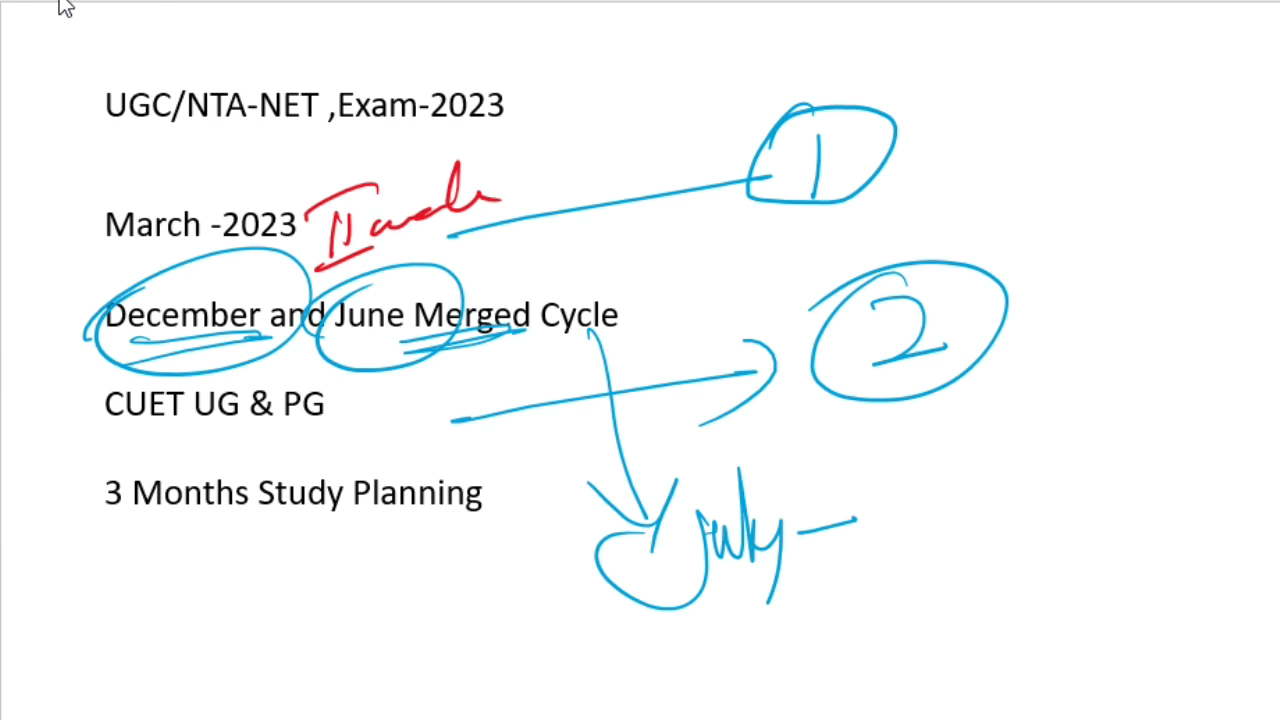 UGC/NTA-NET ,Exam-2023
1
March -2023 II
December and June Merged Cycle
2
CUET UG & PG
3 Months Study Planning
July -